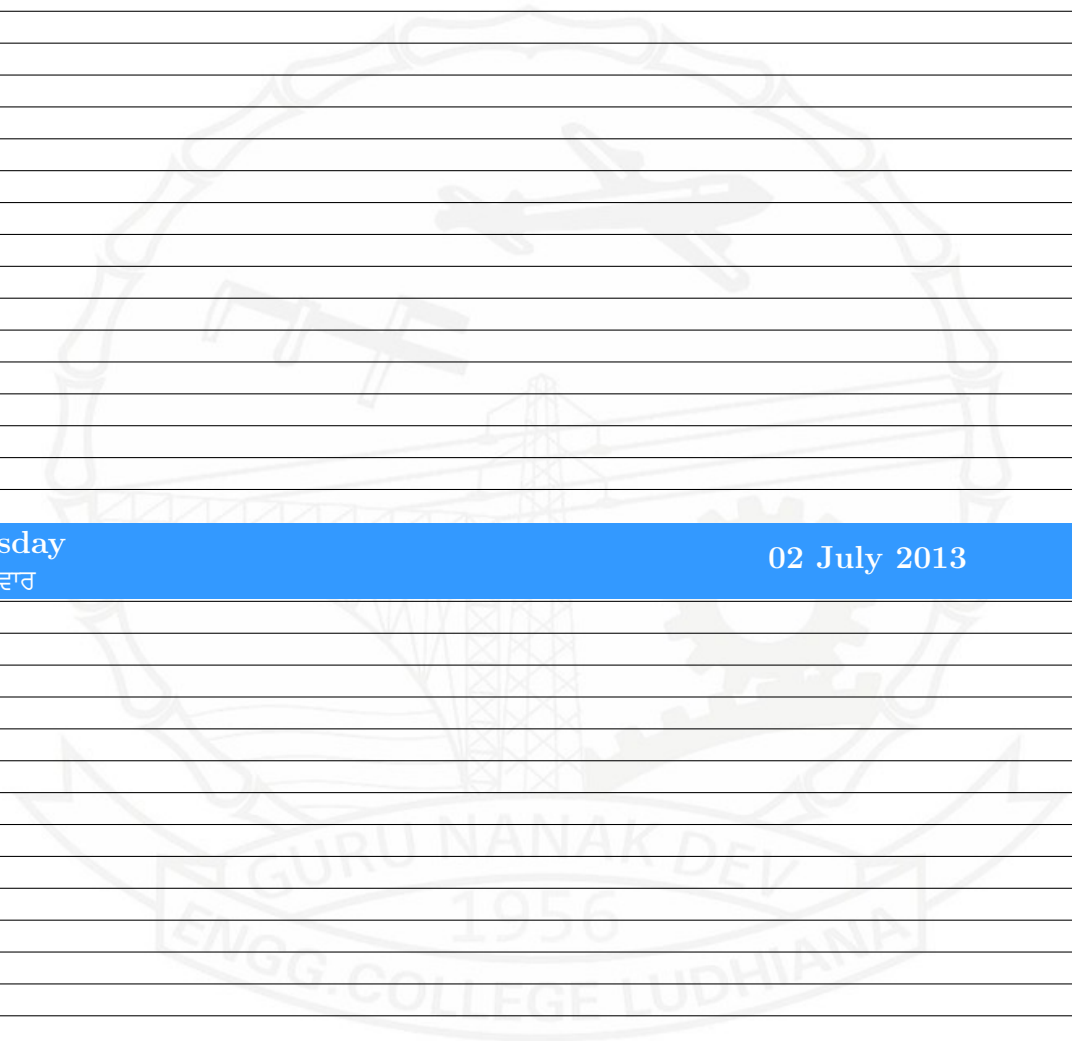 sday
02 July 2013
ਵਾਰ
GURU NANAK DEV
1956
ENGG. COLLEGE LUDHIANA